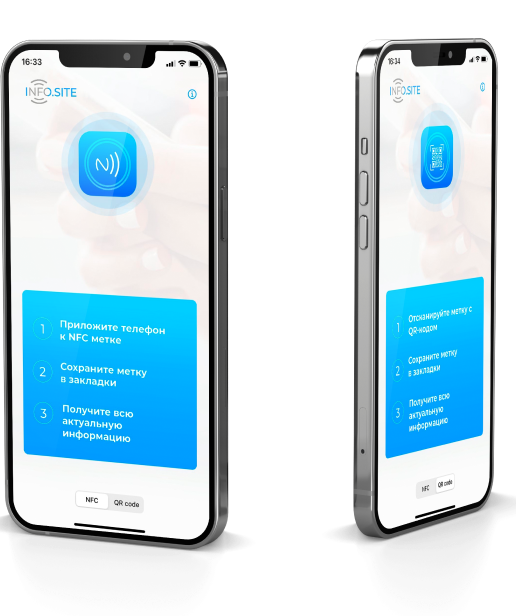 16:33
INFO.SITE
1 Приложите телефон
к NFC метке
2 Сохраните метку
в закладки
3 Получите всю
актуальную
информацию
NFC QR code
16:34
INFO.SITE
1 Отсканируйте метку с
QR-кодом
2 Сохраните метку
в закладки
3 Получите всю
актуальную
информацию
NFC QR code